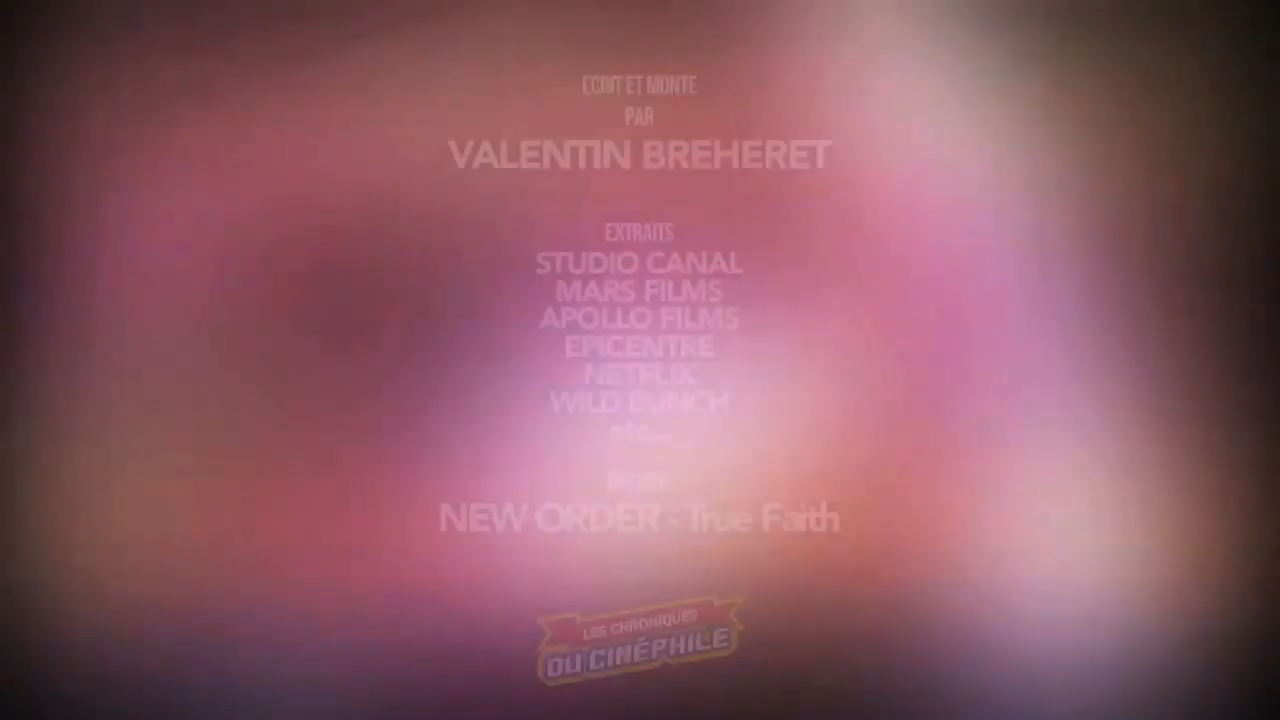 ECRIT ET MONTE
PAR
VALENTIN BREHERET
EXTRAITS
STUDIO CANAL
MARS FILMS
APOLLO FILMS
EPICENTRE
NETFLIX
WILD BUNCH
etc...
NEW ORDER - True Faith
LES CHRONIQUES
DU CINÉPHILE